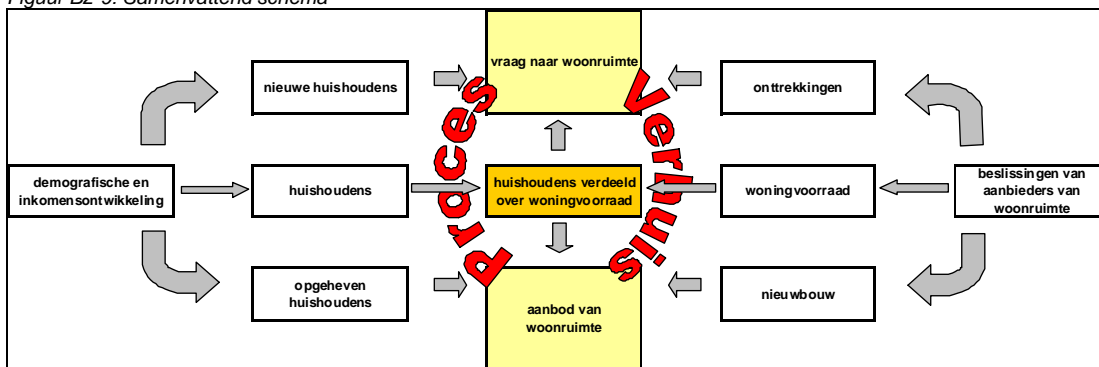 Figuur B2-9: Samenvattend schema
vraag naar woonruimte
nieuwe huishoudens
onttrekkingen
Proces
Verhuis
demografische en
inkomensontwikkeling
huishoudens
huishoudens verdeeld
over woningvoorraad
woningvoorraad
beslissingen van
aanbieders van
woonruimte
opgeheven
huishoudens
aanbod van
woonruimte
nieuwbouw